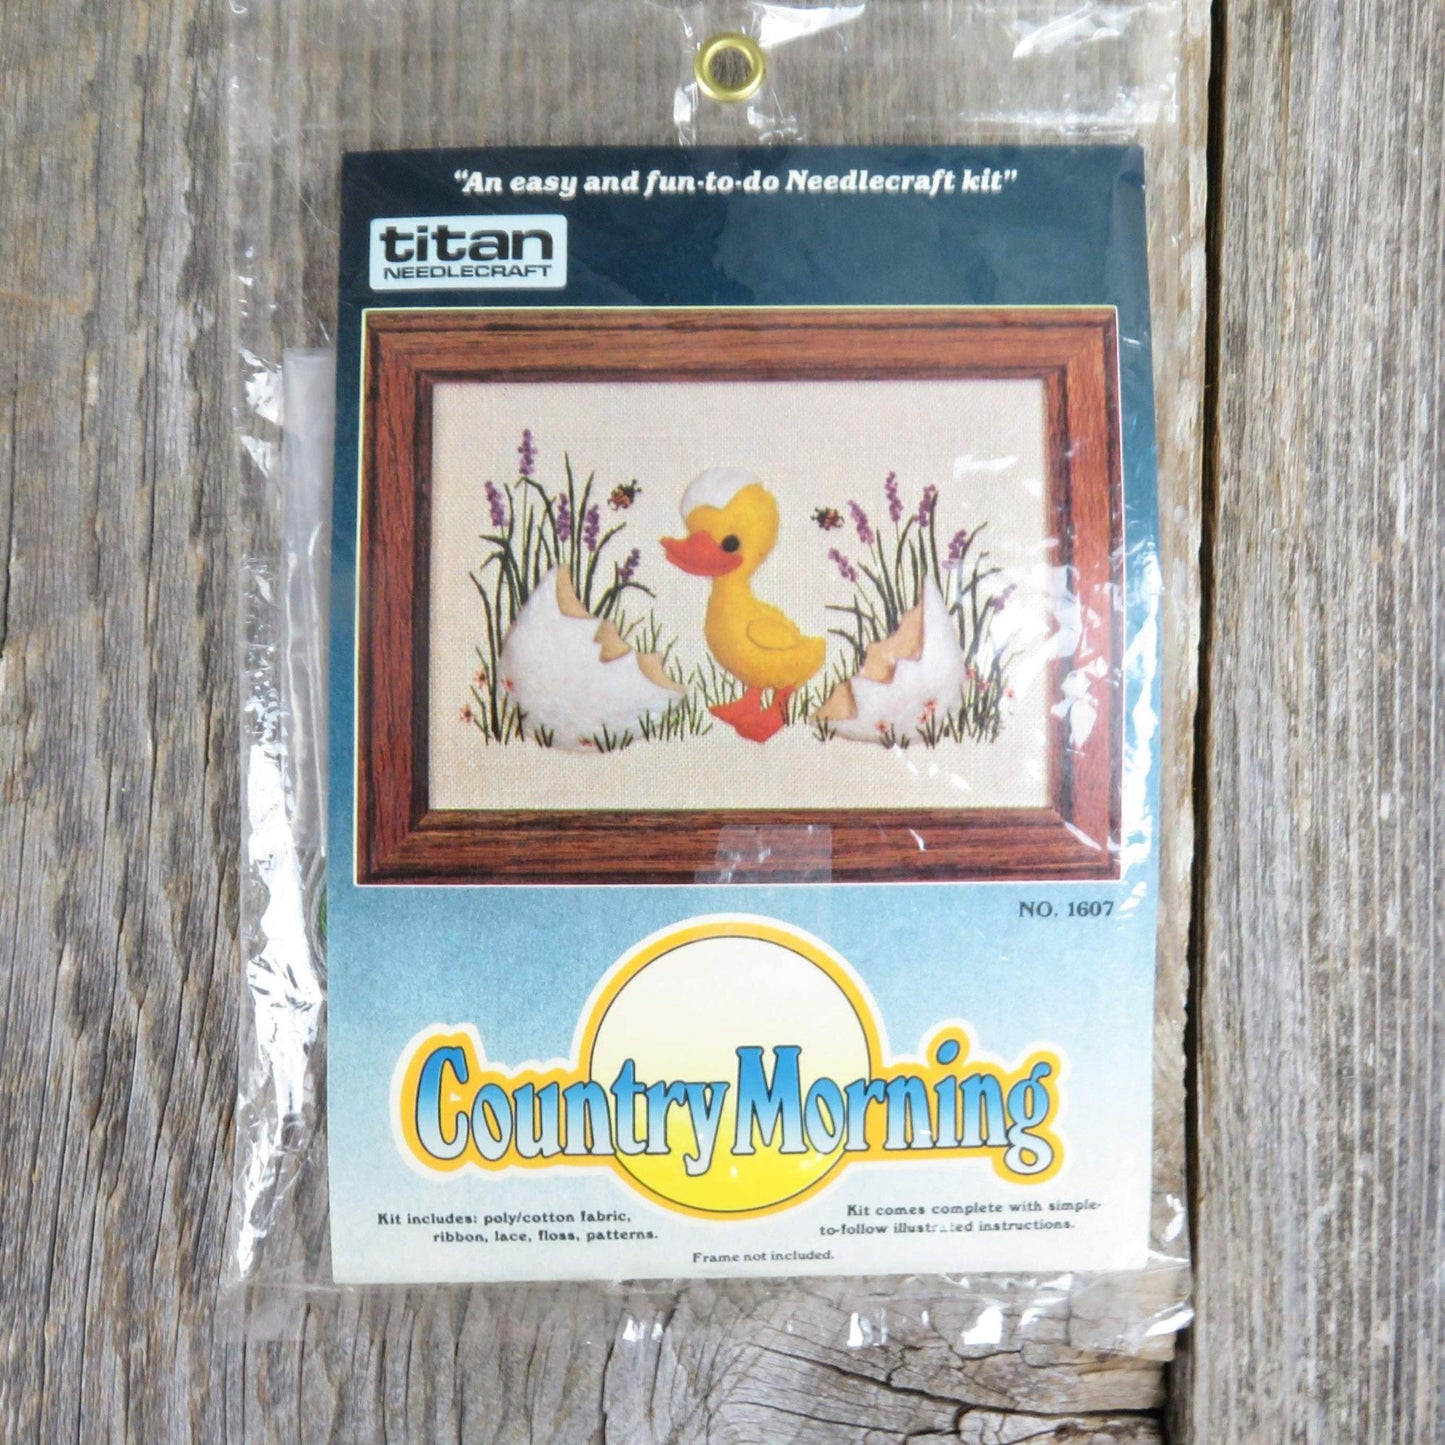 "An easy and fun-to-do Needlecraft kit"
titan
NEEDLECRAFT
NO. 1607
Country Morning
Kit includes: poly/cotton fabric,
ribbon, lace, floss, patterns.
Kit comes complete with simple-
to-follow illustrated instructions.
Frame not included.